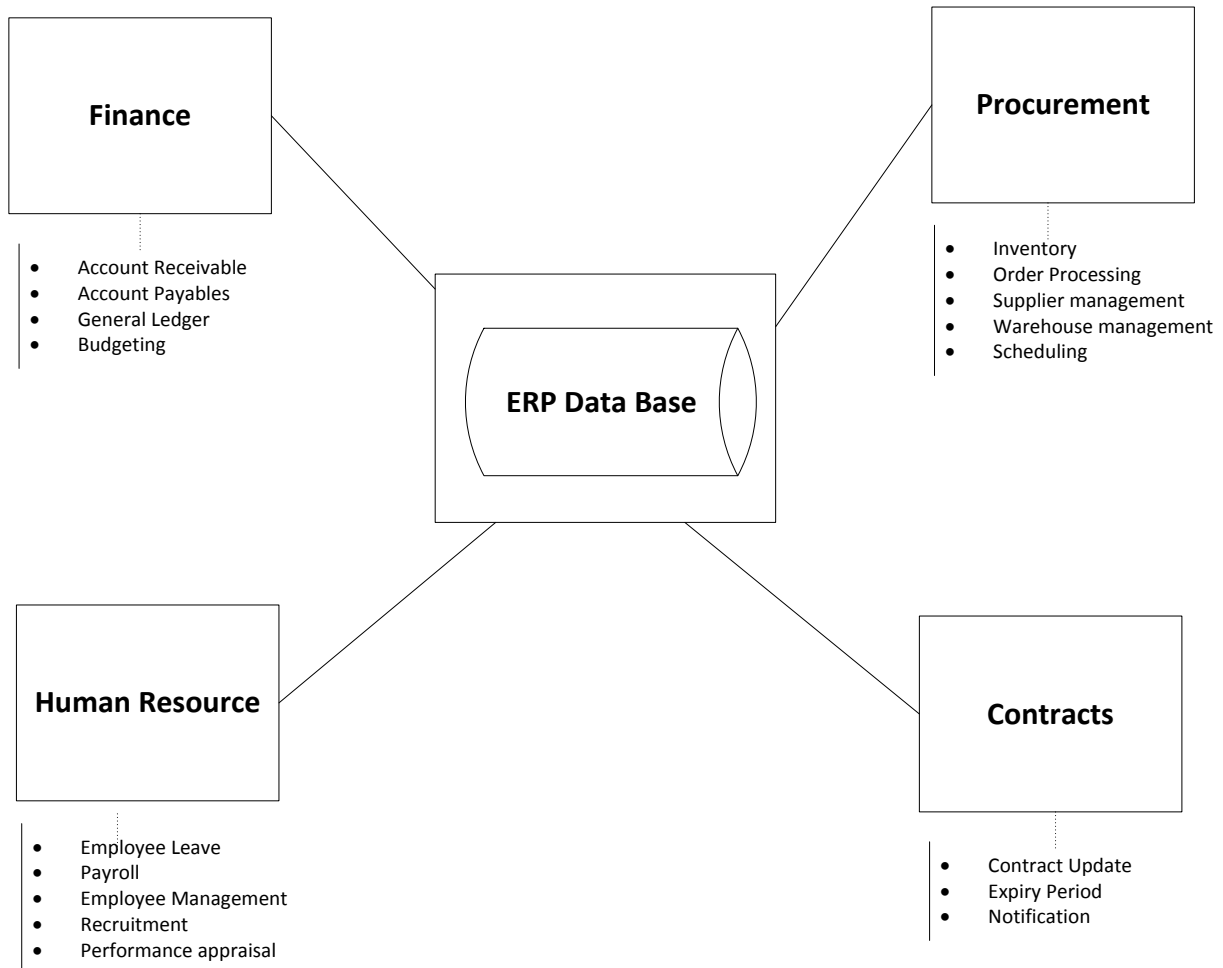 Finance
• Account Receivable
• Account Payables
• General Ledger
• Budgeting
Procurement
• Inventory
• Order Processing
• Supplier management
• Warehouse management
• Scheduling
ERP Data Base
Human Resource
• Employee Leave
• Payroll
• Employee Management
• Recruitment
• Performance appraisal
Contracts
• Contract Update
• Expiry Period
• Notification